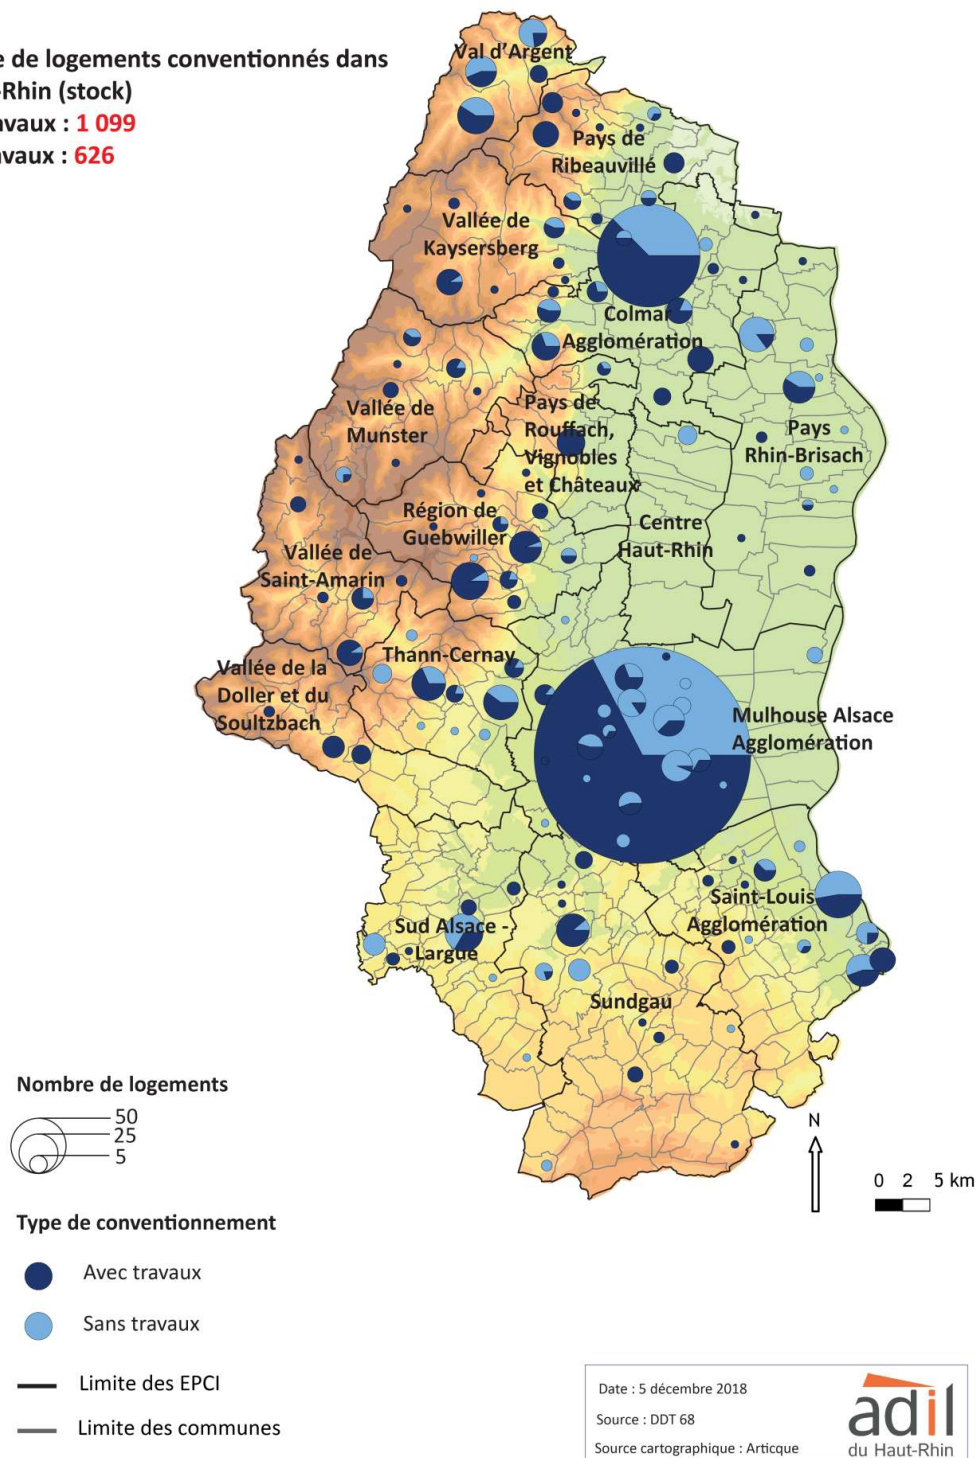 e de logements conventionnés dans
-Rhin (stock)
avaux : 1 099
avaux : 626
Val d'Argent
Pays de
Ribeauvillé
Vallée de
Kaysersberg
Colmar
Agglomération
Vallée de
Munster
Pays de
Rouffach,
Vignobles
et Châteaux
Pays
Rhin-Brisach
Région de
Guebwiller
Centre
Haut-Rhin
Vallée de
Saint-Amarin
Thann-Cernay
Vallée de la
Doller et du
Soultzbach
Mulhouse Alsace
Agglomération
Saint-Louis
Agglomération
Sud Alsace -
Largue
Sundgau
Nombre de logements
50
25
5
N
0 2 5 km
Type de conventionnement
Avec travaux
Sans travaux
Limite des EPCI
Limite des communes
Date : 5 décembre 2018
Source : DDT 68
Source cartographique : Articque
adil
du Haut-Rhin